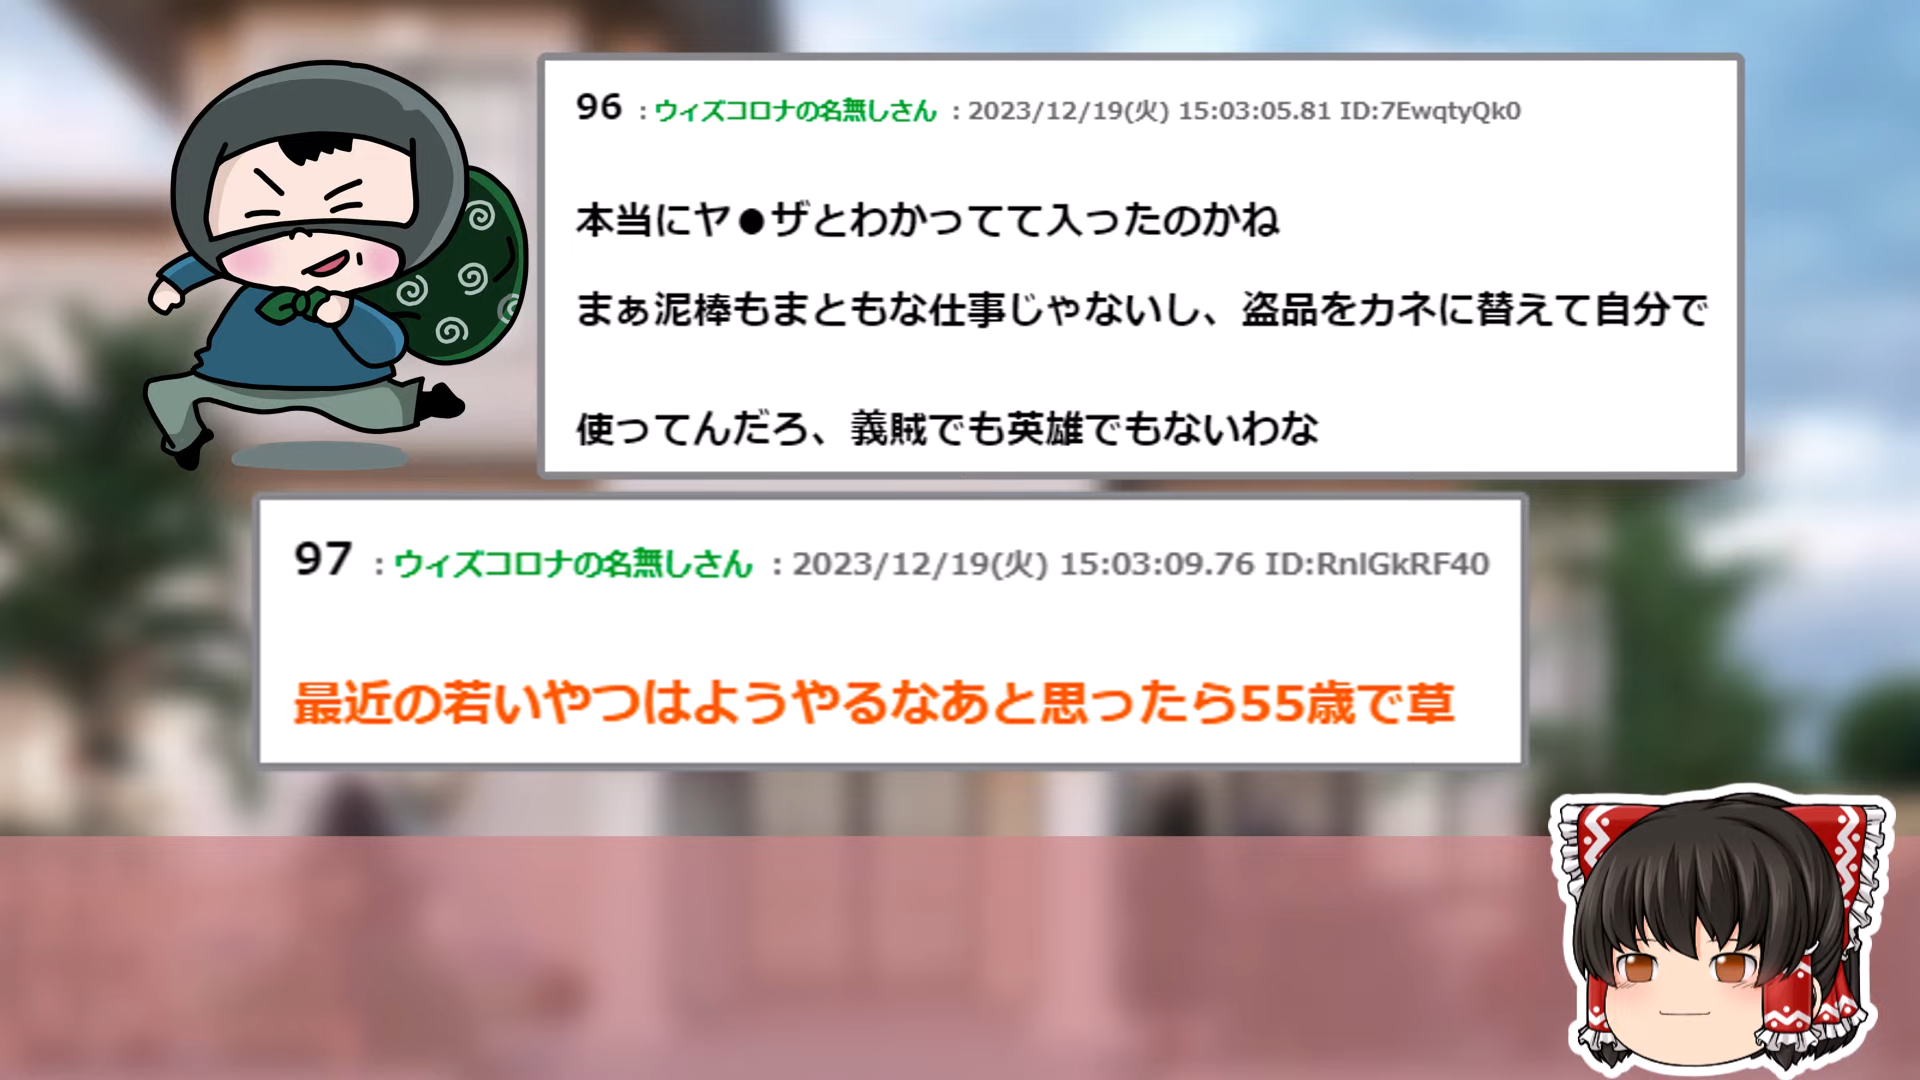 96 : ウィズコロナの名無しさん : 2023/12/19(火) 15:03:05.81 ID:7EwqtyQk0
本当にヤ●ザとわかってて入ったのかね
まぁ泥棒もまともな仕事じゃないし、盗品をカネに替えて自分で
使ってんだろ、義賊でも英雄でもないわな
97 : ウィズコロナの名無しさん : 2023/12/19(火) 15:03:09.76 ID:RnlGkRF40
最近の若いやつはようやるなあと思ったら55歳で草